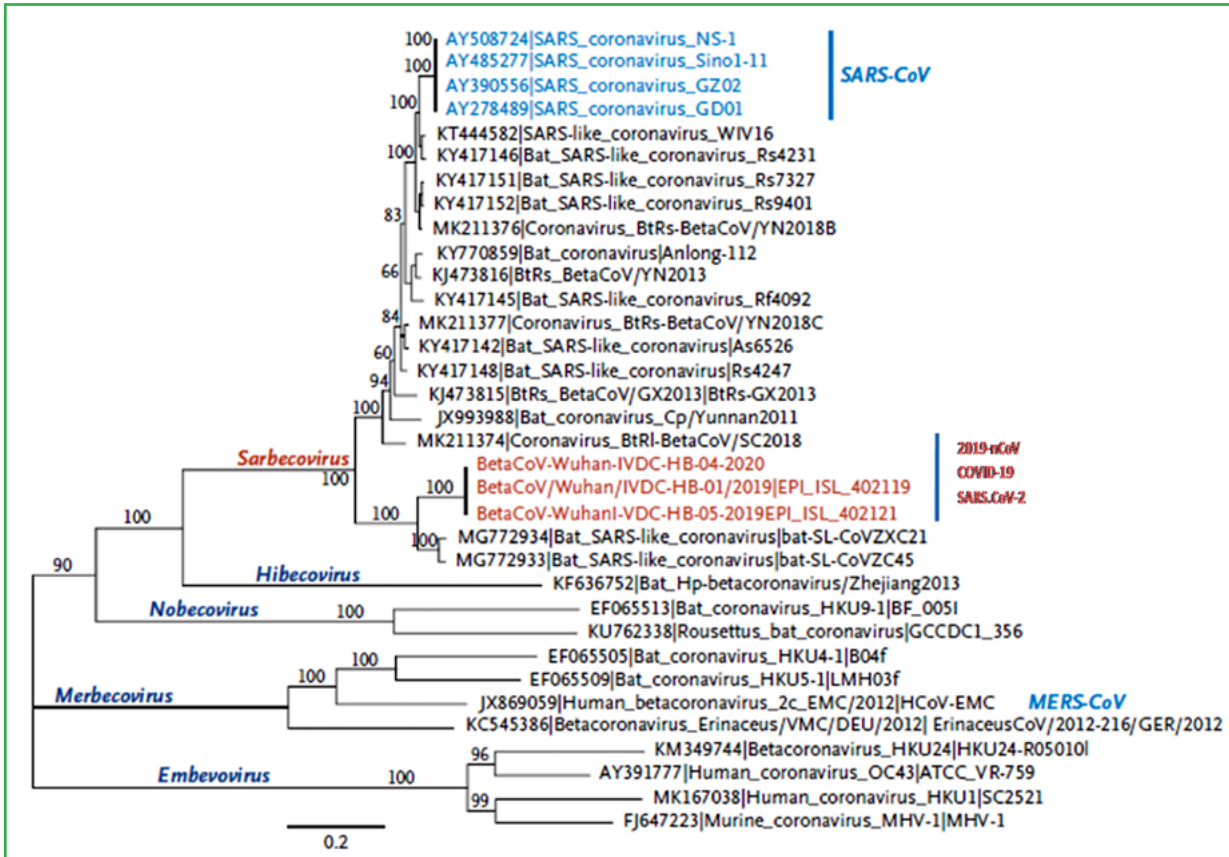 100
AY508724|SARS_coronavirus_NS-1
AY485277|SARS_coronavirus_Sino1-11
100
SARS-CoV
AY390556|SARS_coronavirus_GZ02
100
AY278489|SARS_coronavirus_GD01
KT444582|SARS-like_coronavirus_WIV16
100
KY417146|Bat_SARS-like_coronavirus_Rs4231
KY417151|Bat_SARS-like_coronavirus_Rs7327
KY417152|Bat_SARS-like_coronavirus_Rs9401
83
MK211376|Coronavirus_BtRs-BetaCoV/YN2018B
KY770859|Bat_coronavirus|Anlong-112
66
KJ473816|BtRs_BetaCoV/YN2013
KY417145|Bat_SARS-like_coronavirus_Rf4092
84
MK211377|Coronavirus_BtRs-BetaCoV/YN2018C
KY417142|Bat_SARS-like_coronavirus|As6526
60
KY417148|Bat_SARS-like_coronavirus|Rs4247
94
KJ473815|BtRs_BetaCoV/GX2013|BtRs-GX2013
100
JX993988|Bat_coronavirus_Cp/Yunnan2011
MK211374|Coronavirus_BtRl-BetaCoV/SC2018
2019-nCoV
Sarbecovirus
BetaCoV-Wuhan-IVDC-HB-04-2020
COVID-19
100
100
BetaCoV/Wuhan/IVDC-HB-01/2019|EPI_ISL_402119
SARS.CoV-2
100
BetaCoV-WuhanI-VDC-HB-05-2019EPI_ISL_402121
100
MG772934|Bat_SARS-like_coronavirus|bat-SL-CoVZXC21
100
MG772933|Bat_SARS-like_coronavirus|bat-SL-CoVZC45
90
Hibecovirus
KF636752|Bat_Hp-betacoronavirus/Zhejiang2013
Nobecovirus
100
EF065513|Bat_coronavirus_HKU9-1|BF_005I
KU762338|Rousettus_bat_coronavirus|GCCDC1_356
100
EF065505|Bat_coronavirus_HKU4-1|B04f
100
EF065509|Bat_coronavirus_HKU5-1|LMH03f
Merbecovirus
JX869059|Human_betacoronavirus_2c_EMC/2012|HCoV-EMC
MERS-CoV
KC545386|Betacoronavirus_Erinaceus/VMC/DEU/2012| ErinaceusCoV/2012-216/GER/2012
96
KM349744|Betacoronavirus_HKU24|HKU24-R05010l
Embevovirus
100
AY391777|Human_coronavirus_OC43|ATCC_VR-759
99
MK167038|Human_coronavirus_HKU1|SC2521
FJ647223|Murine_coronavirus_MHV-1|MHV-1
0.2